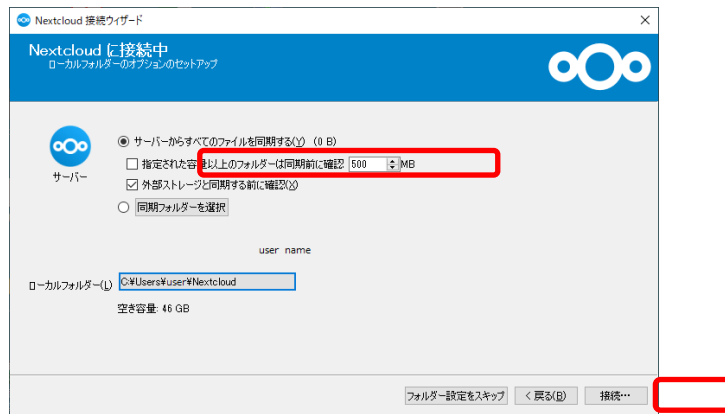 Nextcloud 接続ウィザード
Nextcloud に接続中
ローカルフォルダーのオプションのセットアップ
サーバーからすべてのファイルを同期する(Y) (0 B)
指定された容量以上のフォルダーは同期前に確認 500 MB
サーバー
外部ストレージと同期する前に確認(X)
同期フォルダーを選択
user name
ローカルフォルダー(L) C:¥Users¥user¥Nextcloud
空き容量: 46 GB
フォルダー設定をスキップ < 戻る(B) 接続…